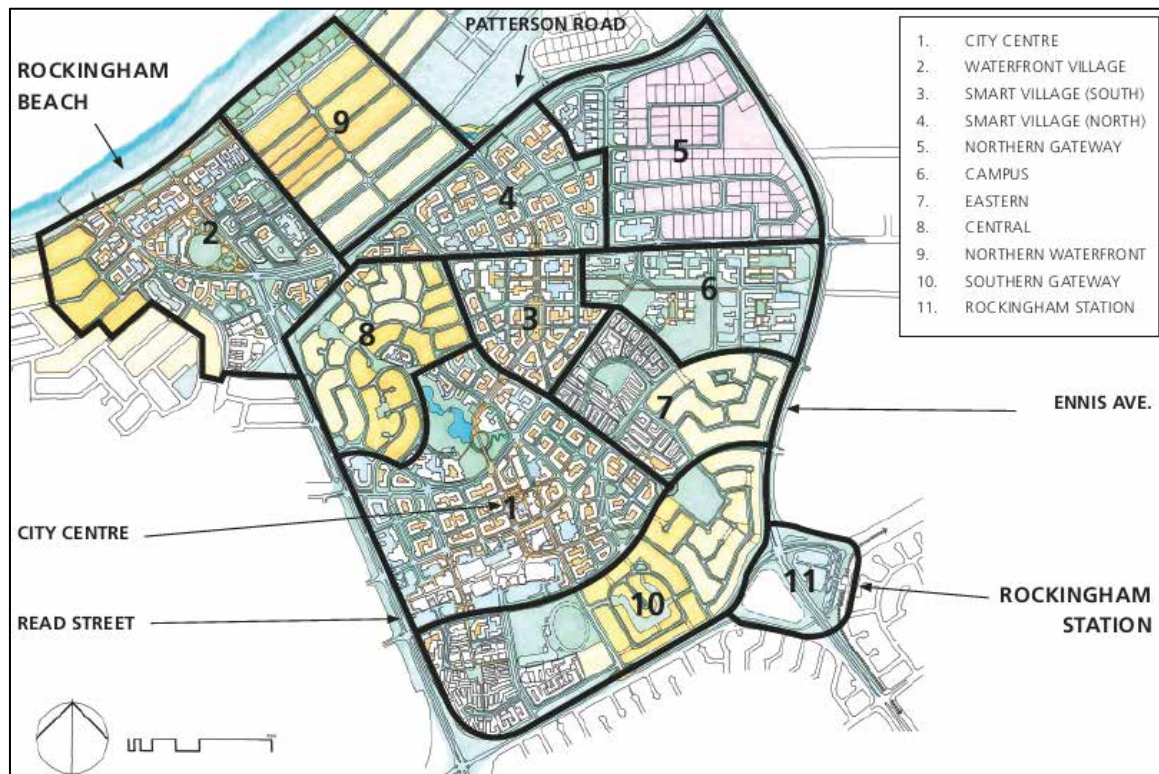 PATTERSON ROAD
ROCKINGHAM
BEACH
1. CITY CENTRE
2. WATERFRONT VILLAGE
3. SMART VILLAGE (SOUTH)
4. SMART VILLAGE (NORTH)
5. NORTHERN GATEWAY
6. CAMPUS
7. EASTERN
8. CENTRAL
9. NORTHERN WATERFRONT
10. SOUTHERN GATEWAY
11. ROCKINGHAM STATION
9
5
4
2
6
3
8
7
ENNIS AVE.
1
CITY CENTRE
11
10
ROCKINGHAM
STATION
READ STREET